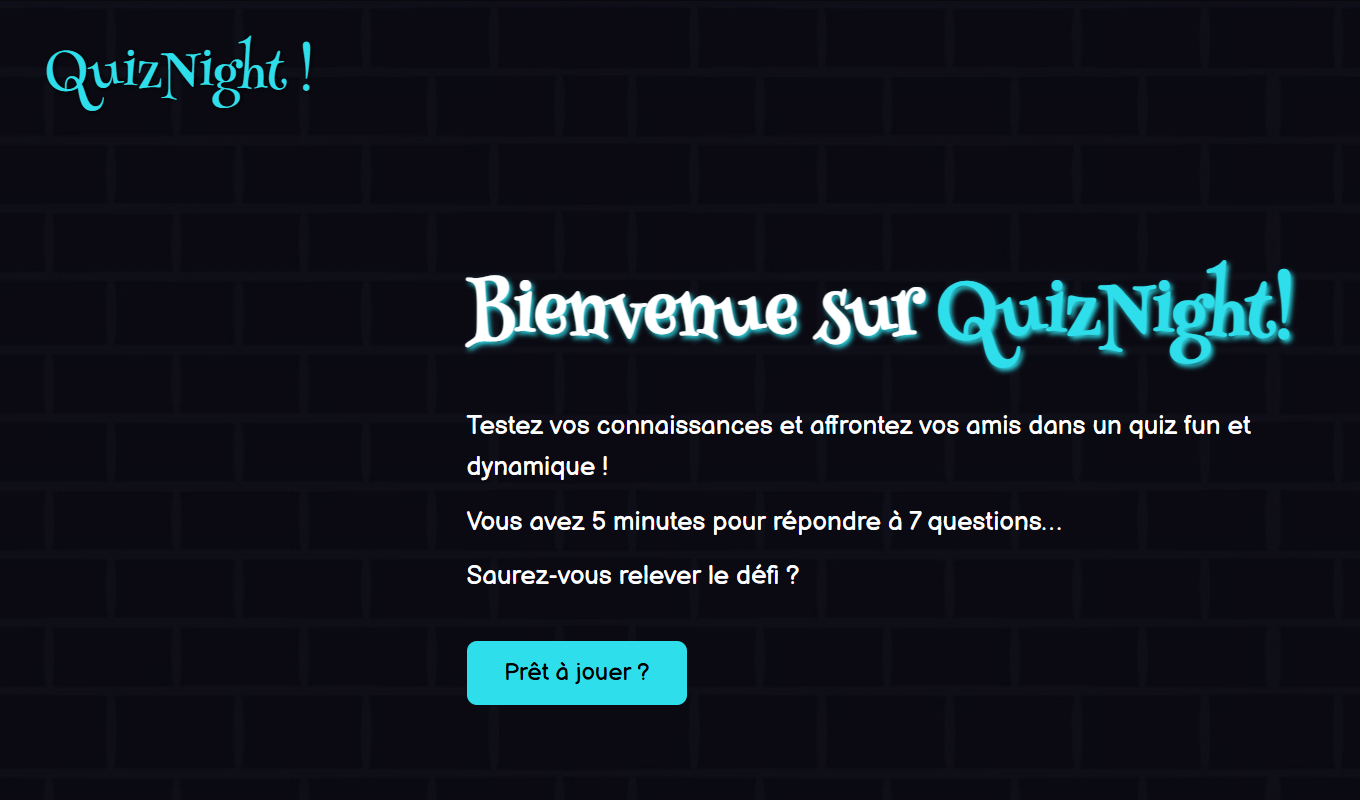 QuizNight !
Bienvenue sur QuizNight!
Testez vos connaissances et affrontez vos amis dans un quiz fun et
dynamique !
Vous avez 5 minutes pour répondre à 7 questions...
Saurez-vous relever le défi ?
Prêt à jouer ?